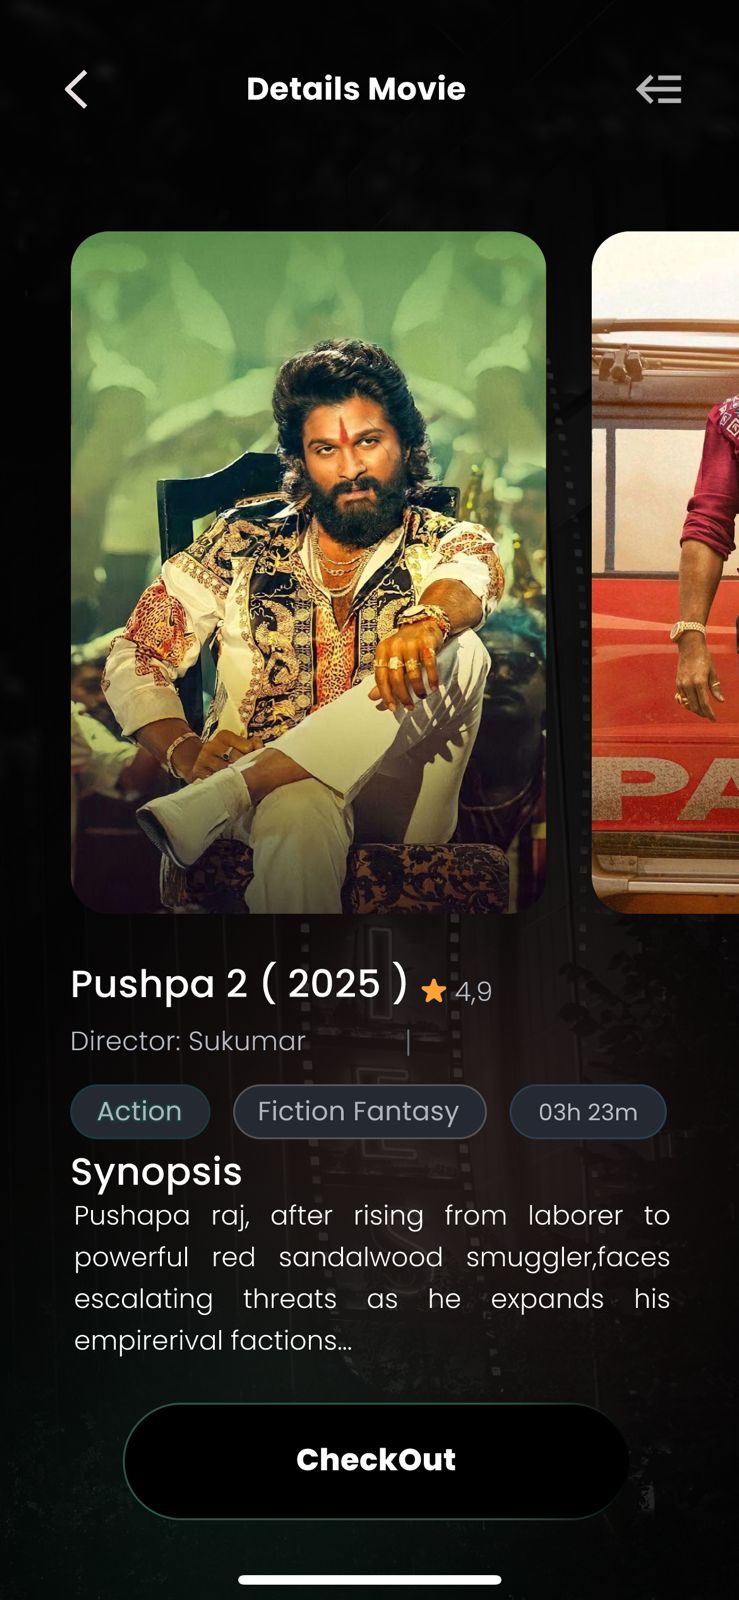 Details Movie
PA
Pushpa 2 ( 2025 ) 4,9
Director: Sukumar |
Action Fiction Fantasy 03h 23m
Synopsis
Pushapa raj, after rising from laborer to
powerful red sandalwood smuggler,faces
escalating threats as he expands his
empirerival factions...
CheckOut